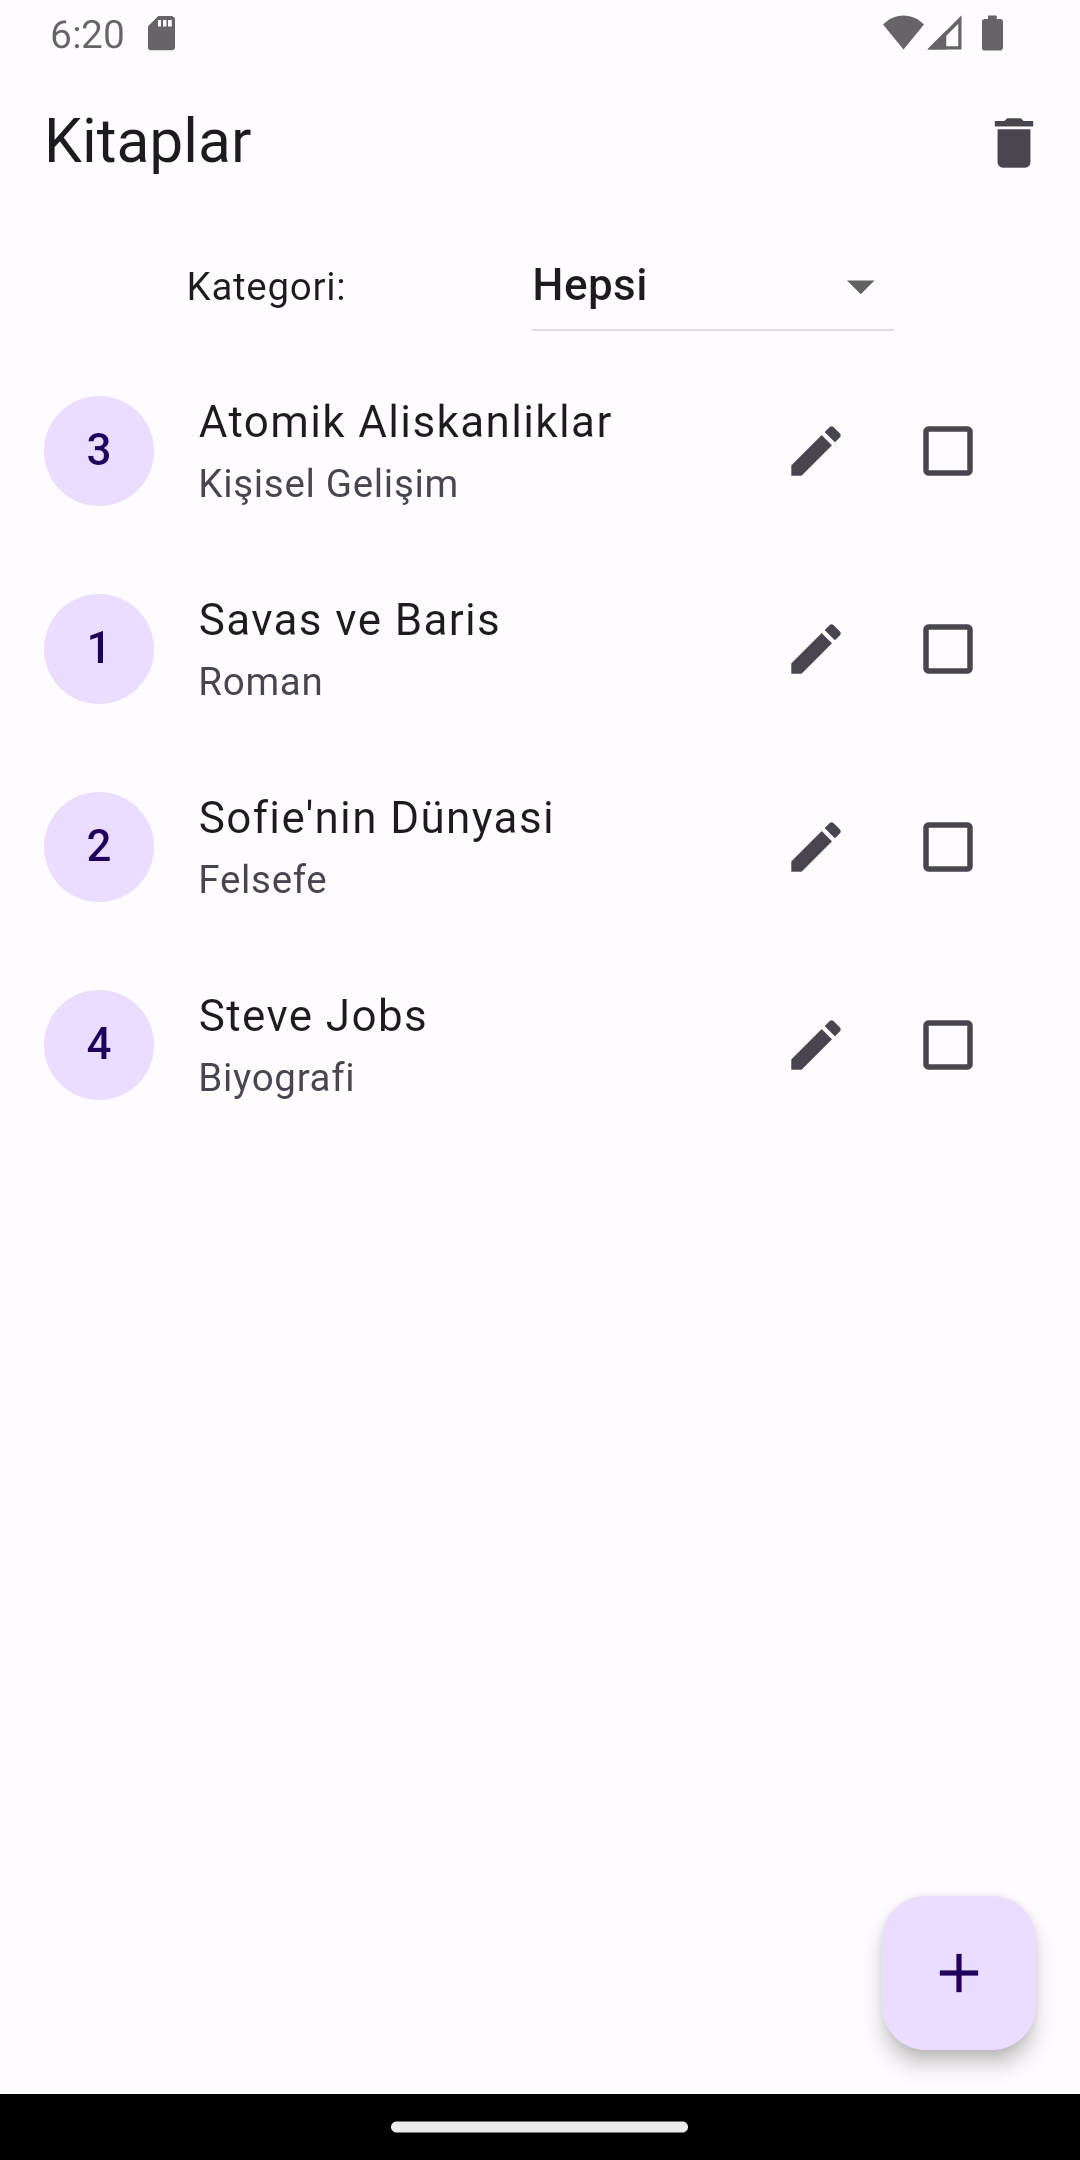 6:20
Kitaplar
Kategori: Hepsi
3 Atomik Aliskanliklar
Kişisel Gelişim
1 Savas ve Baris
Roman
2 Sofie'nin Dünyasi
Felsefe
4 Steve Jobs
Biyografi